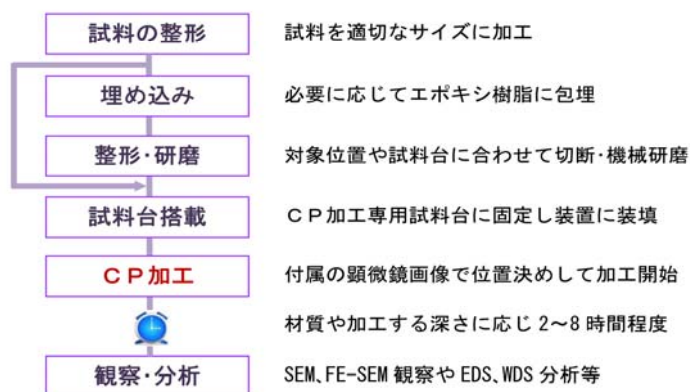 試料の整形 試料を適切なサイズに加工
埋め込み 必要に応じてエポキシ樹脂に包埋
整形･研磨 対象位置や試料台に合わせて切断･機械研磨
試料台搭載 ＣＰ加工専用試料台に固定し装置に装填
ＣＰ加工 付属の顕微鏡画像で位置決めして加工開始
材質や加工する深さに応じ 2～8 時間程度
観察･分析 SEM､FE-SEM 観察や EDS､WDS 分析等